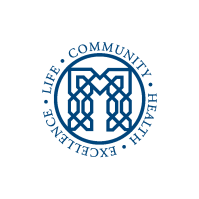 LIFE • COMMUNITY • HEALTH • EXCELLENCE •
M